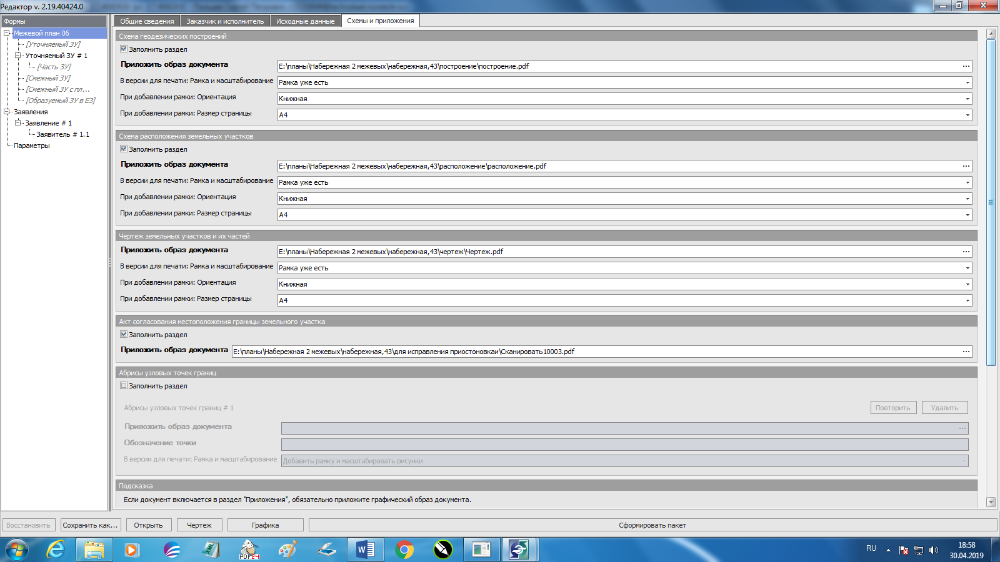 Редактор v. 2.19.40424.0
Формы
Межевой план 06
[Уточняемый ЗУ]
Уточняемый ЗУ # 1
[Часть ЗУ]
[Смежный ЗУ]
[Смежный ЗУ с пл...
[Образуемый ЗУ в ЕЗ]
Заявления
Заявление # 1
Заявитель # 1.1
Параметры
Общие сведения Заказчик и исполнитель Исходные данные Схемы и приложения
Схема геодезических построений
Заполнить раздел
Приложить образ документа E:\планы\Набережная 2 межевых\набережная,43\построение\построение.pdf ...
В версии для печати: Рамка и масштабирование Рамка уже есть
При добавлении рамки: Ориентация Книжная
При добавлении рамки: Размер страницы А4
Схема расположения земельных участков
Заполнить раздел
Приложить образ документа E:\планы\Набережная 2 межевых\набережная,43\расположение\расположение.pdf ...
В версии для печати: Рамка и масштабирование Рамка уже есть
При добавлении рамки: Ориентация Книжная
При добавлении рамки: Размер страницы А4
Чертеж земельных участков и их частей
Приложить образ документа E:\планы\Набережная 2 межевых\набережная,43\чертеж\Чертеж.pdf ...
В версии для печати: Рамка и масштабирование Рамка уже есть
При добавлении рамки: Ориентация Книжная
При добавлении рамки: Размер страницы А4
Акт согласования местоположения границы земельного участка
Заполнить раздел
Приложить образ документа E:\планы\Набережная 2 межевых\набережная,43\для исправления приостоновкаи\Сканировать10003.pdf ...
Абрисы узловых точек границ
Заполнить раздел
Абрисы узловых точек границ # 1 Повторить Удалить
Приложить образ документа ...
Обозначение точки
В версии для печати: Рамка и масштабирование Добавить рамку и масштабировать рисунки
Подсказка
Если документ включается в раздел "Приложения", обязательно приложите графический образ документа.
Восстановить Сохранить как... Открыть Чертеж Графика Сформировать пакет
PDF24
W
RU
18:58
30.04.2019